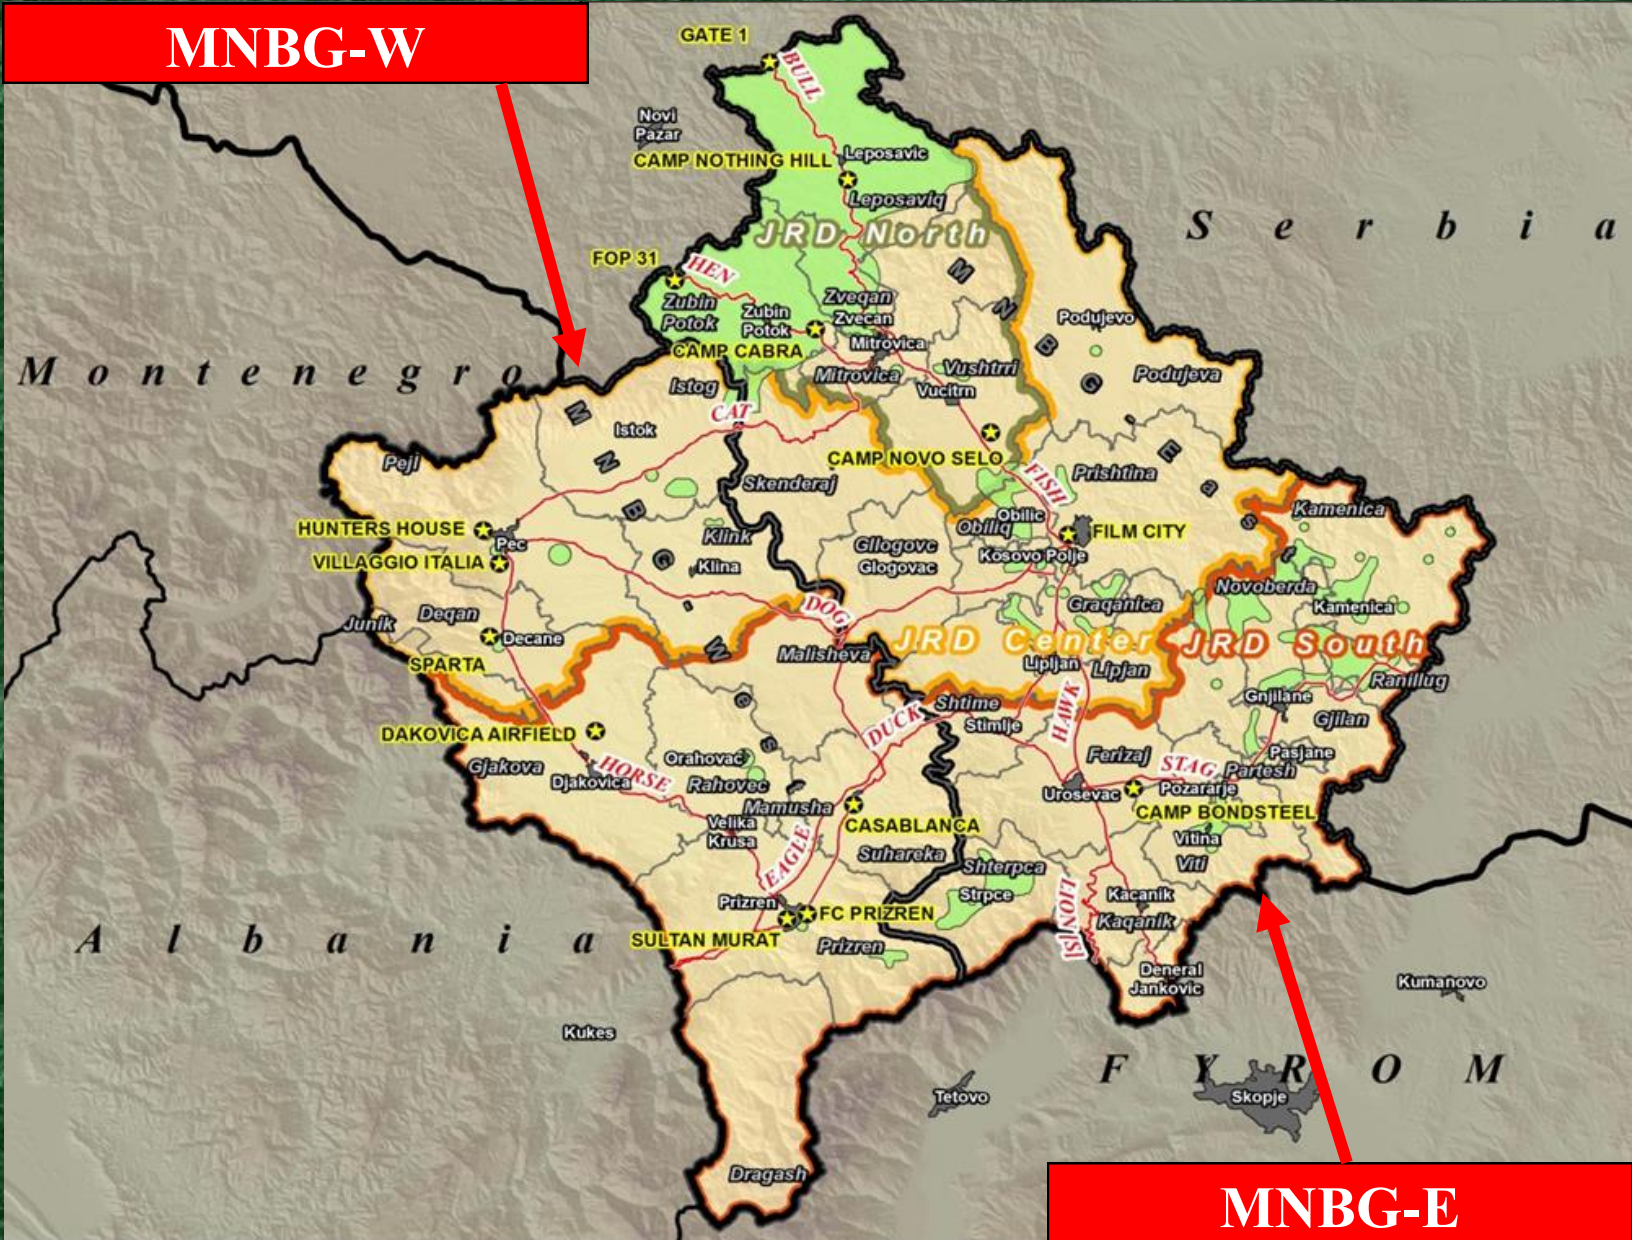 MNBG-W
GATE 1
BULL
Novi
Pazar
CAMP NOTHING HILL
Leposavic
Leposaviq
Serbia
JRD North
FOP 31
HEN
Zubin
Potok
Zubin
Potok
Zveqan
Zvecan
Podujevo
Mitrovica
CAMP CABRA
Montenegro
Istog
Mitrovica
Vushtrri
Vucitrn
Podujeva
MNBG-East
CAT
Istok
MNBG-West
Peji
CAMP NOVO SELO
Skenderaj
FISH
Prishtina
Kamenica
HUNTERS HOUSE
Pec
Klink
Obilic
Obiliq
FILM CITY
Gllogovc
Glogovac
Kosovo Polje
VILLAGGIO ITALIA
Klina
Novoberda
Kamenica
DOG
Graqanica
Junik
Deqan
Decane
JRD Center
JRD South
SPARTA
Malisheva
Lipljan
Lipjan
Ranillug
Gnjilane
Gjilan
Shtime
Stimlje
DUCK
HAWK
DAKOVICA AIRFIELD
Gjakova
Djakovica
HORSE
Orahovac
Rahovec
Mamusha
Ferizaj
STAG
Pasjane
Partesh
Urosevac
Pozararje
CAMP BONDSTEEL
CASABLANCA
Velika
Krusa
EAGLE
Suhareka
Vitina
Viti
Shterpca
Strpce
LION [S]
Kacanik
Kaqanik
Prizren
FC PRIZREN
SULTAN MURAT
Prizren
Albania
Deneral
Jankovic
Kumanovo
Kukes
FYROM
Tetovo
Skopje
Dragash
MNBG-E